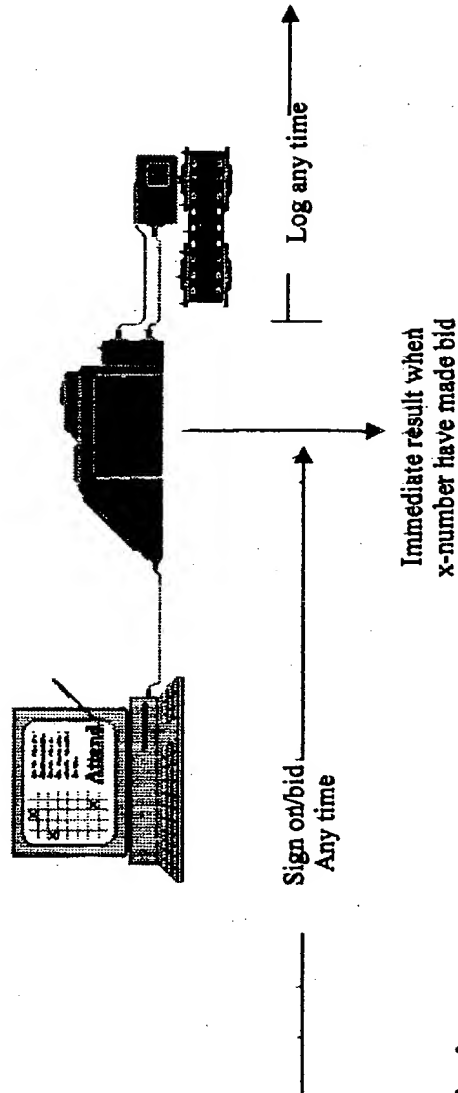 Attend
Sign on/bid
Any time
Immediate result when
x-number have made bid
Log any time